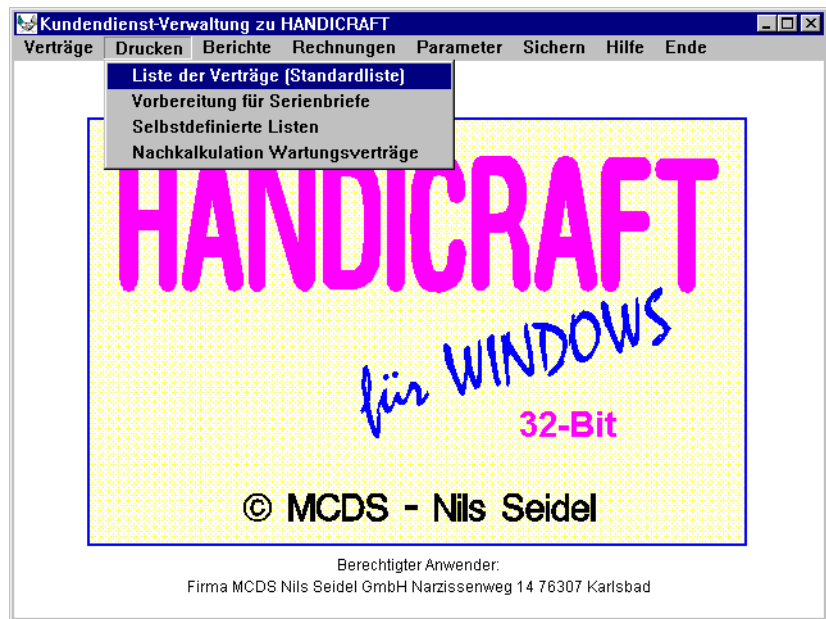 Kundendienst-Verwaltung zu HANDICRAFT
Verträge Drucken Berichte Rechnungen Parameter Sichern Hilfe Ende
Liste der Verträge (Standardliste)
Vorbereitung für Serienbriefe
Selbstdefinierte Listen
Nachkalkulation Wartungsverträge
HANDICRAFT
für WINDOWS
32-Bit
© MCDS - Nils Seidel
Berechtigter Anwender:
Firma MCDS Nils Seidel GmbH Narzissenweg 14 76307 Karlsbad